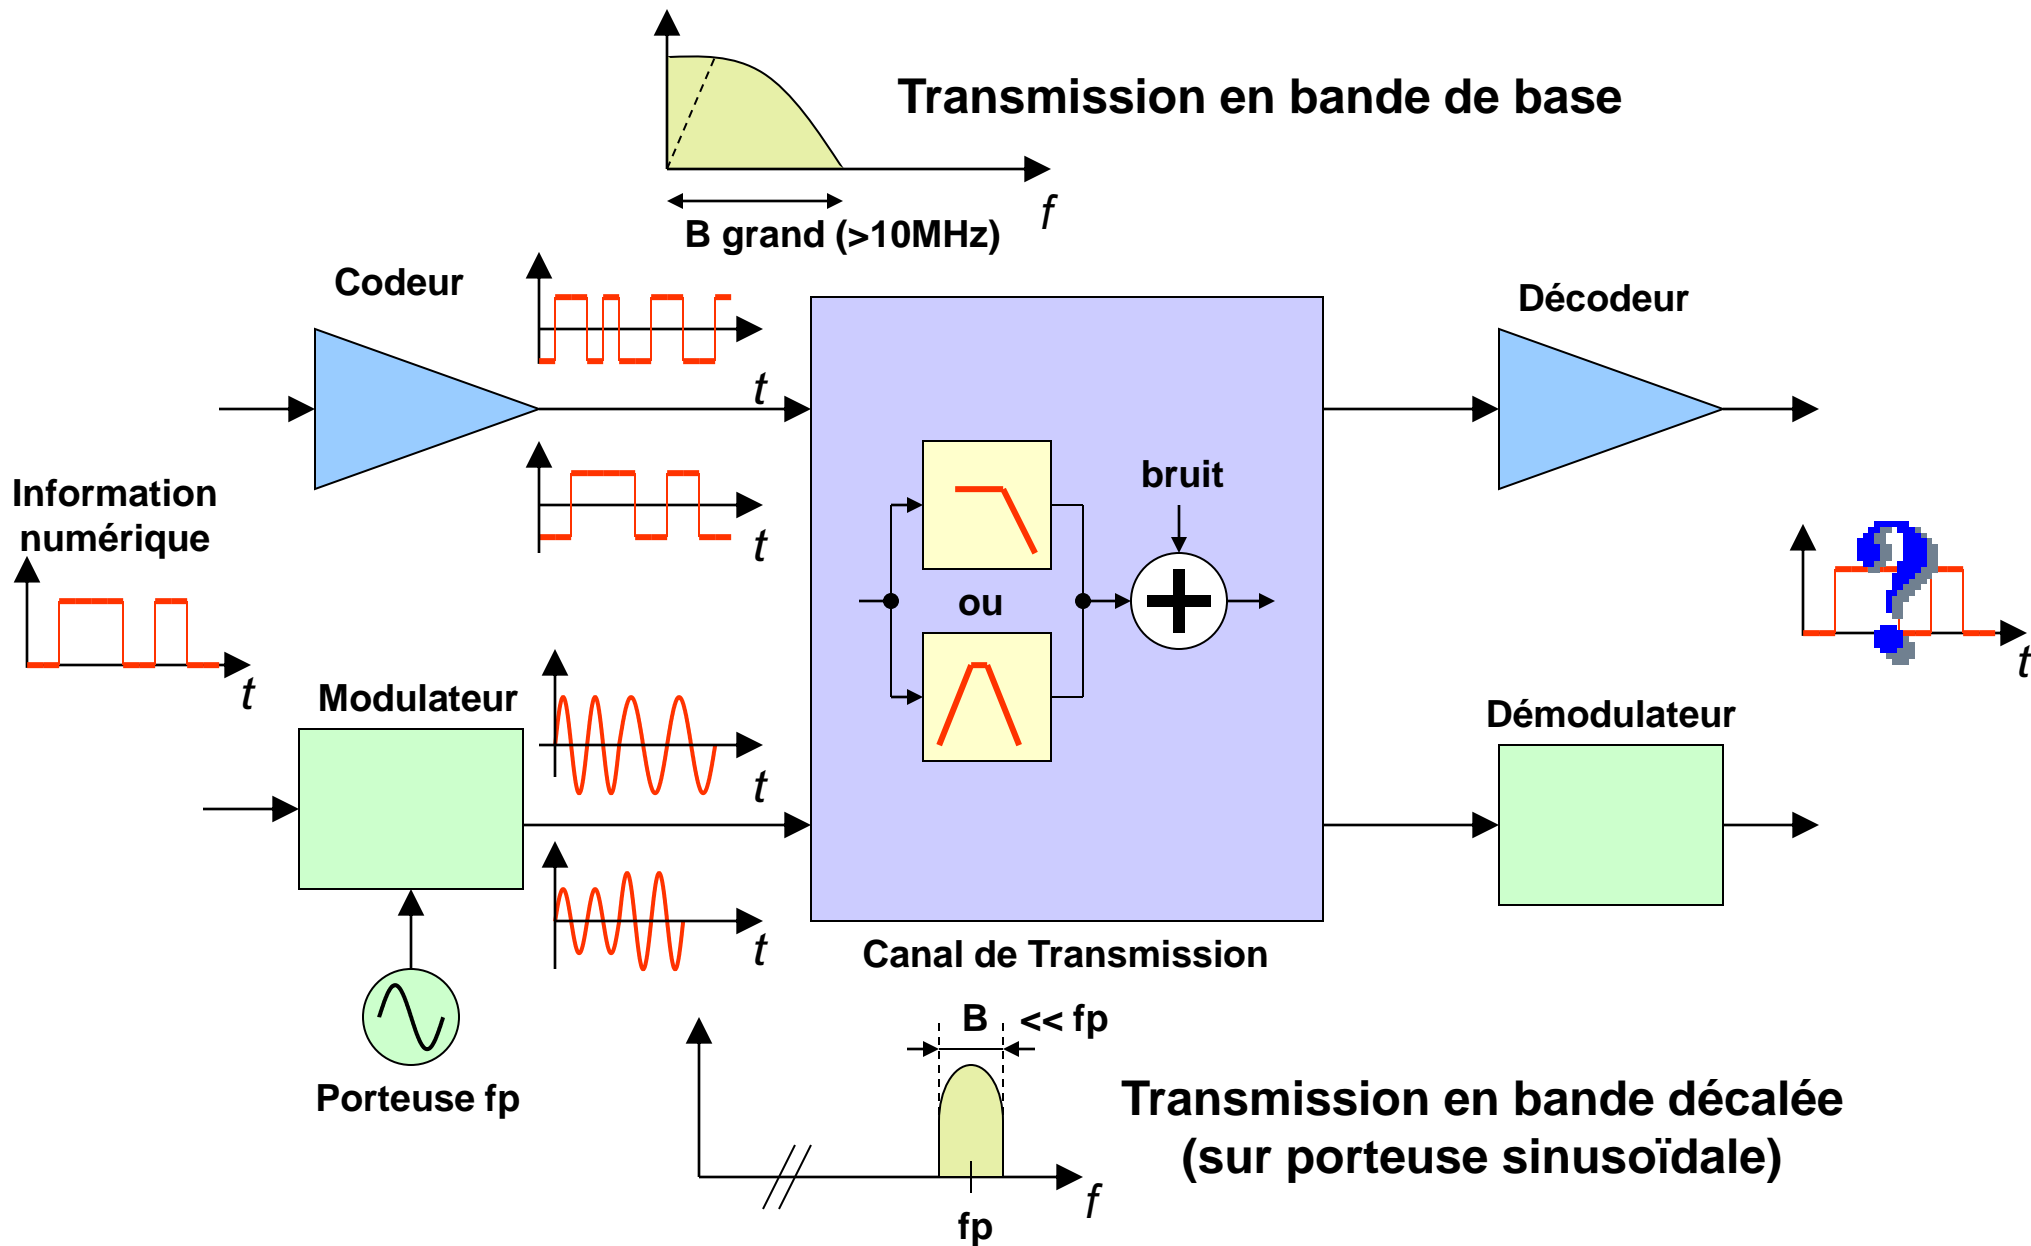 Transmission en bande de base
f
B grand (>10MHz)
Codeur
t
Décodeur
t
Information
numérique
t
bruit
ou
t
Modulateur
t
Démodulateur
t
Canal de Transmission
Porteuse fp
B << fp
Transmission en bande décalée
(sur porteuse sinusoïdale)
f
fp
?